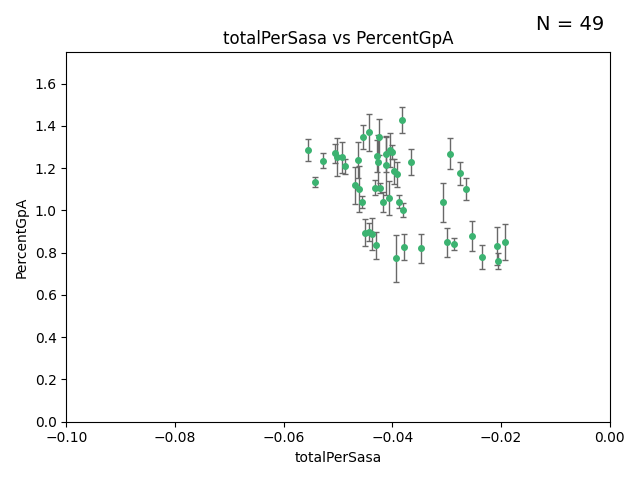 N = 49
totalPerSasa vs PercentGpA
PercentGpA
1.6
1.4
1.2
1.0
0.8
0.6
0.4
0.2
0.0
−0.10 −0.08 −0.06 −0.04 −0.02 0.00
totalPerSasa